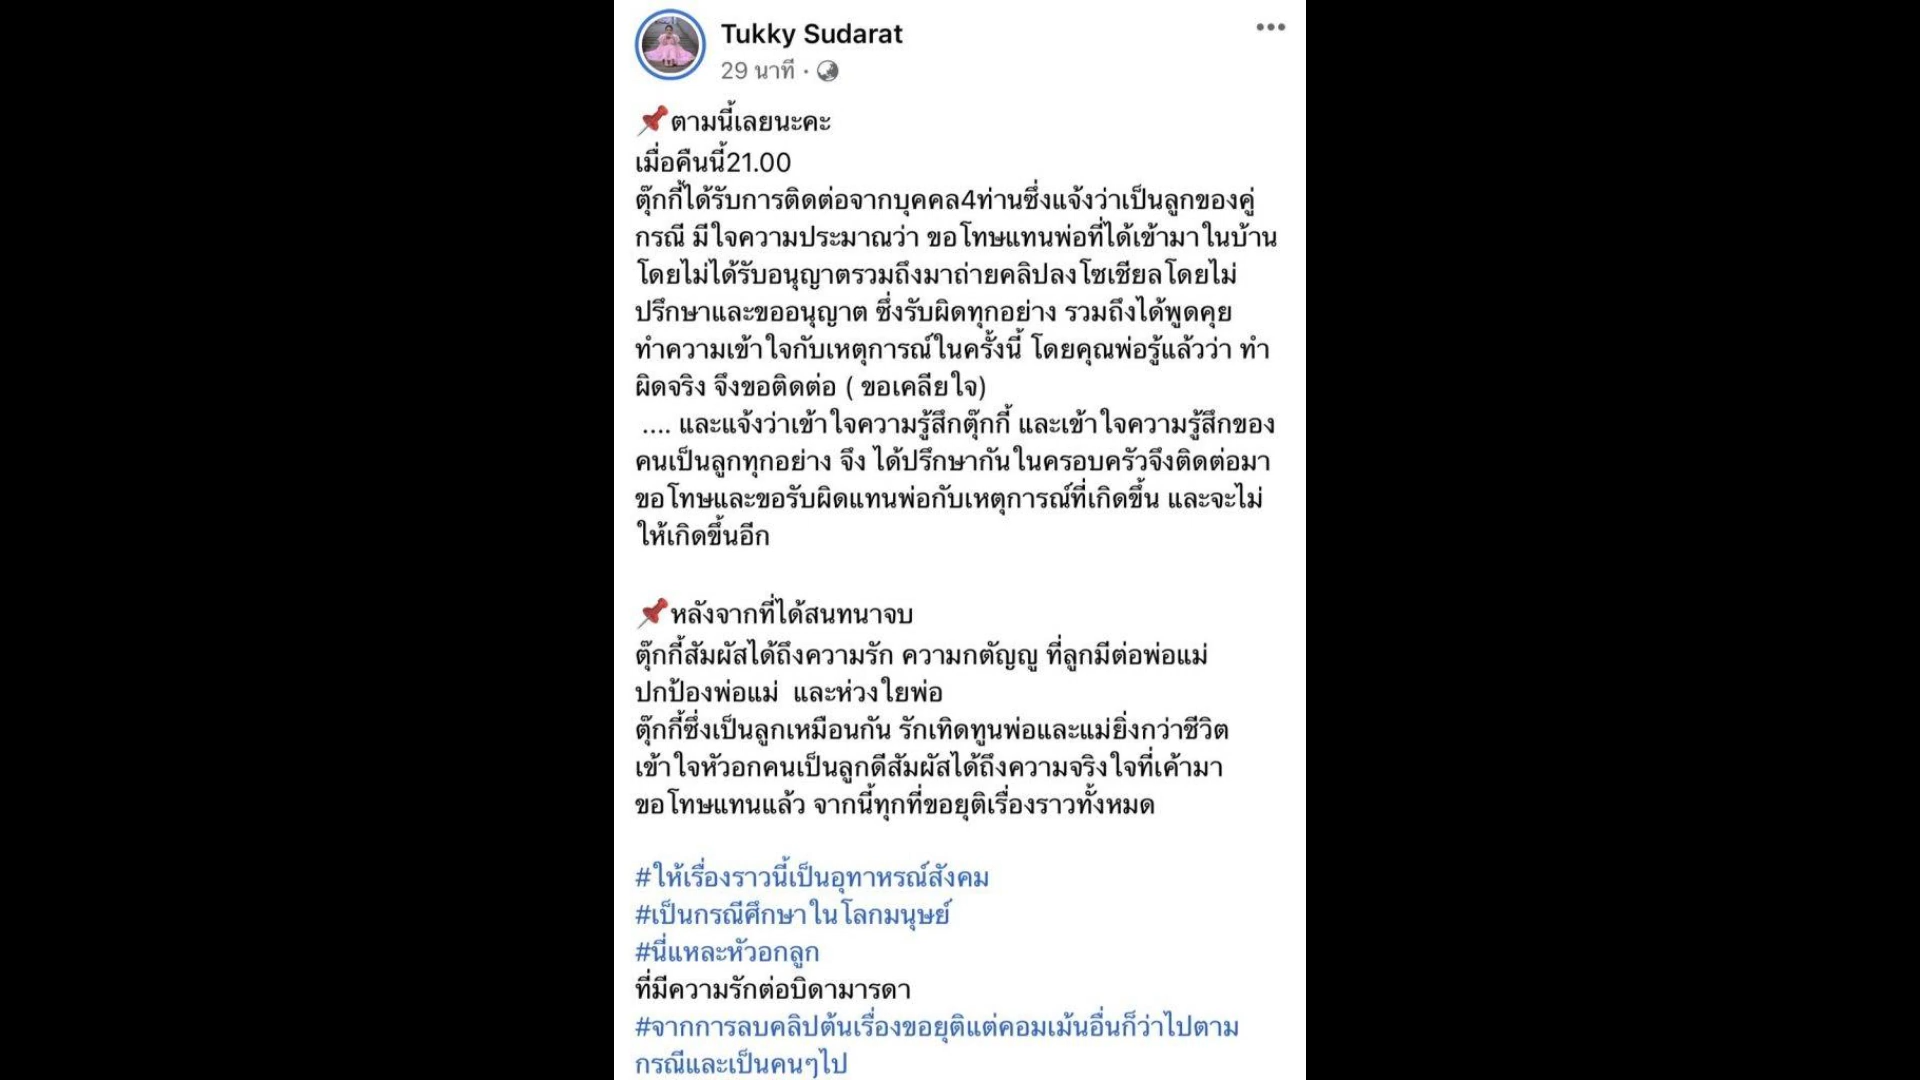 Tukky Sudarat
29 นาที ·
📌ตามนี้เลยนะคะ
เมื่อคืนนี้21.00
ตุ๊กกี้ได้รับการติดต่อจากบุคคล4ท่านซึ่งแจ้งว่าเป็นลูกของคู่
กรณี มีใจความประมาณว่า ขอโทษแทนพ่อที่ได้เข้ามาในบ้าน
โดยไม่ได้รับอนุญาตรวมถึงมาถ่ายคลิปลงโซเชียลโดยไม่
ปรึกษาและขออนุญาต ซึ่งรับผิดทุกอย่าง รวมถึงได้พูดคุย
ทำความเข้าใจกับเหตุการณ์ในครั้งนี้ โดยคุณพ่อรู้แล้วว่า ทำ
ผิดจริง จึงขอติดต่อ ( ขอเคลียใจ)
.... และแจ้งว่าเข้าใจความรู้สึกตุ๊กกี้ และเข้าใจความรู้สึกของ
คนเป็นลูกทุกอย่าง จึง ได้ปรึกษากันในครอบครัวจึงติดต่อมา
ขอโทษและขอรับผิดแทนพ่อกับเหตุการณ์ที่เกิดขึ้น และจะไม่
ให้เกิดขึ้นอีก
📌หลังจากที่ได้สนทนาจบ
ตุ๊กกี้สัมผัสได้ถึงความรัก ความกตัญญู ที่ลูกมีต่อพ่อแม่
ปกป้องพ่อแม่  และห่วงใยพ่อ
ตุ๊กกี้ซึ่งเป็นลูกเหมือนกัน รักเทิดทูนพ่อและแม่ยิ่งกว่าชีวิต
เข้าใจหัวอกคนเป็นลูกดีสัมผัสได้ถึงความจริงใจที่เค้ามา
ขอโทษแทนแล้ว จากนี้ทุกที่ขอยุติเรื่องราวทั้งหมด
#ให้เรื่องราวนี้เป็นอุทาหรณ์สังคม
#เป็นกรณีศึกษาในโลกมนุษย์
#นี่แหละหัวอกลูก
ที่มีความรักต่อบิดามารดา
#จากการลบคลิปต้นเรื่องขอยุติแต่คอมเม้นอื่นก็ว่าไปตาม
กรณีและเป็นคนๆไป